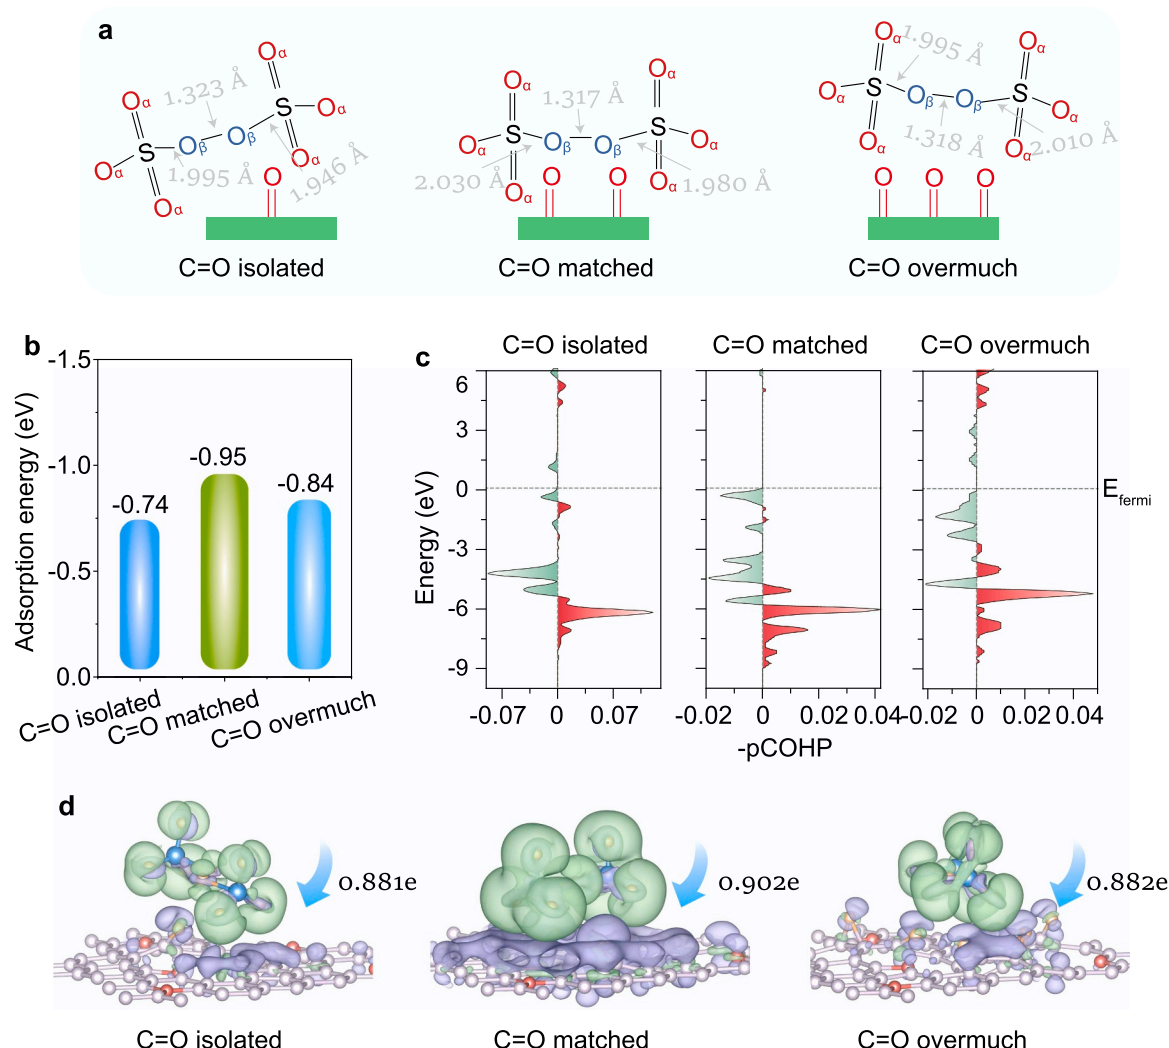 a
Oα
Oα
1.323 Å
S
Oβ
Oβ
S
Oα
Oα
1.995 Å
Oα
1.946 Å
O
Oα
C=O isolated
Oα
Oα
1.317 Å
Oα
S
Oβ
Oβ
S
Oα
2.030 Å
Oα
Oα
1.980 Å
O
O
C=O matched
Oα
1.995 Å
Oα
Oα
S
Oβ
Oβ
S
Oα
Oα
1.318 Å
Oα
2.010 Å
O
O
O
C=O overmuch
b
Adsorption energy (eV)
-1.5
-1.0
-0.5
0.0
-0.74
-0.95
-0.84
C=O isolated
C=O matched
C=O overmuch
c
C=O isolated
C=O matched
C=O overmuch
Energy (eV)
6
3
0
-3
-6
-9
Efermi
-0.07 0 0.07
-0.02 0 0.02 0.04
-0.02 0 0.02 0.04
-pCOHP
d
0.881e
0.902e
0.882e
C=O isolated
C=O matched
C=O overmuch